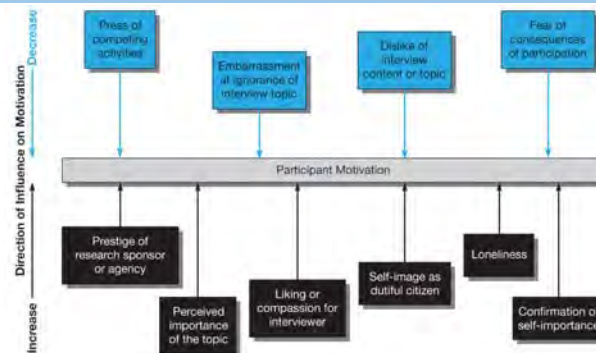 Direction of Influence on Motivation
Decrease
Increase
Press of
competing
activities
Embarrassment
at ignorance of
interview topic
Dislike of
interview
content or topic
Fear of
consequences
of participation
Participant Motivation
Prestige of
research sponsor
or agency
Perceived
importance
of the topic
Liking or
compassion for
interviewer
Self-image as
dutiful citizen
Loneliness
Confirmation of
self-importance